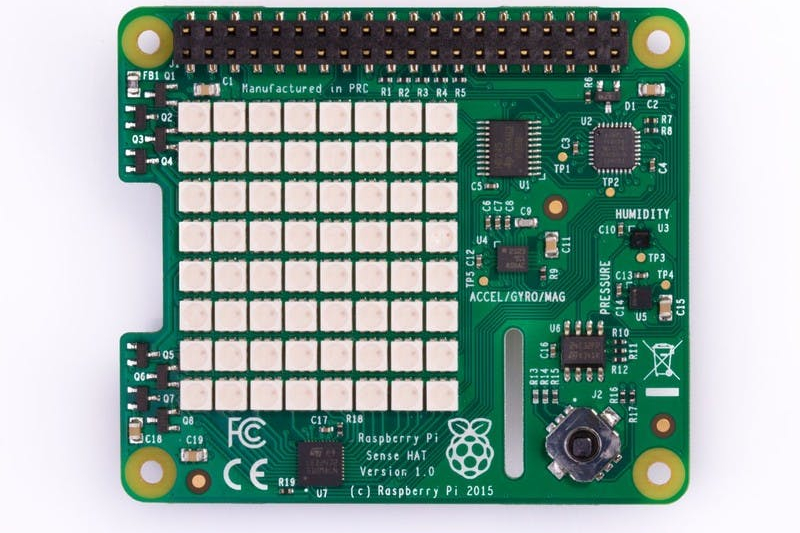 J1
FB1 Q1
C1
Manufactured in PRC
R1 R2 R3 R4 R5
R6
D1 C2
Q2
Q3
Q4
U2
R7
R8
C3
TP1
C4
C5
U1
TP2
C6 C7 C8
C9
HUMIDITY
C10
U3
U4
C11
C12
TP3
R9
TP5
ACCEL/GYRO/MAG
PRESSURE
C13
TP4
C14
C15
U5
U6
R10
R11
R12
C16
Q5
Q6
Q7
Q8
R13
R14
R15
J2
R16
R17
C17
R18
C18
C19
FC
CE
R19
U7
Raspberry Pi
Sense HAT
Version 1.0
(c) Raspberry Pi 2015